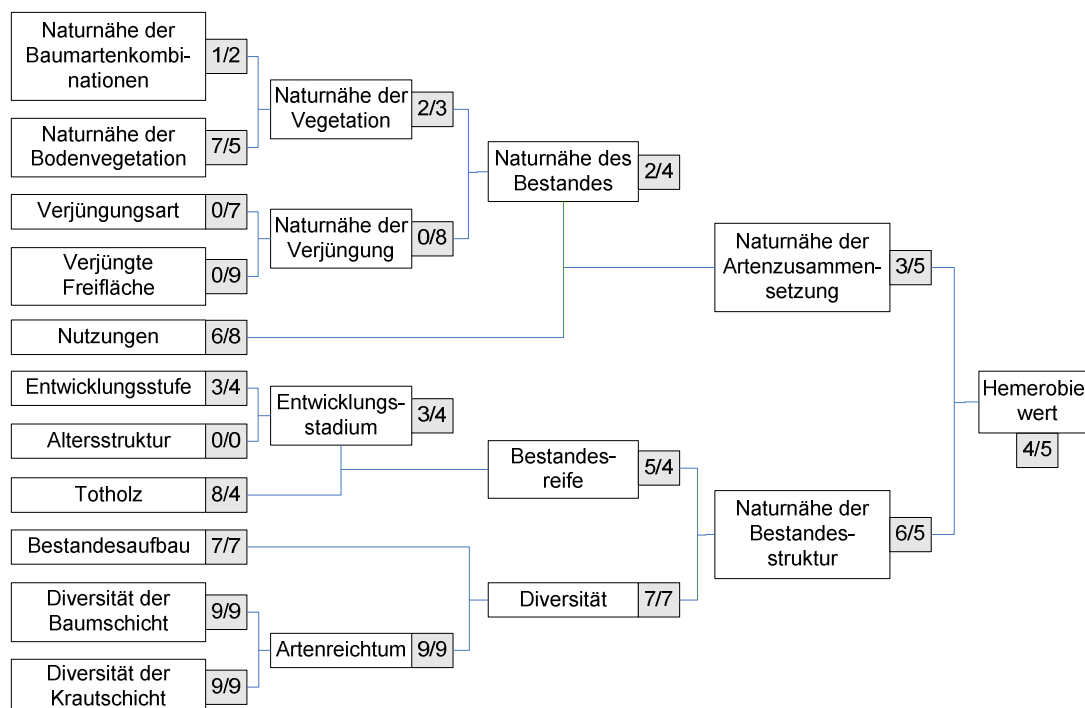 Naturnähe der
Baumartenkombi-
nationen
1/2
Naturnähe der
Bodenvegetation
7/5
Verjüngungsart
0/7
Verjüngte
Freifläche
0/9
Nutzungen
6/8
Entwicklungsstufe
3/4
Altersstruktur
0/0
Totholz
8/4
Bestandesaufbau
7/7
Diversität der
Baumschicht
9/9
Diversität der
Krautschicht
9/9
Naturnähe der
Vegetation
2/3
Naturnähe der
Verjüngung
0/8
Entwicklungs-
stadium
3/4
Artenreichtum
9/9
Naturnähe des
Bestandes
2/4
Bestandes-
reife
5/4
Diversität
7/7
Naturnähe der
Artenzusammen-
setzung
3/5
Naturnähe der
Bestandes-
struktur
6/5
Hemerobie
wert
4/5